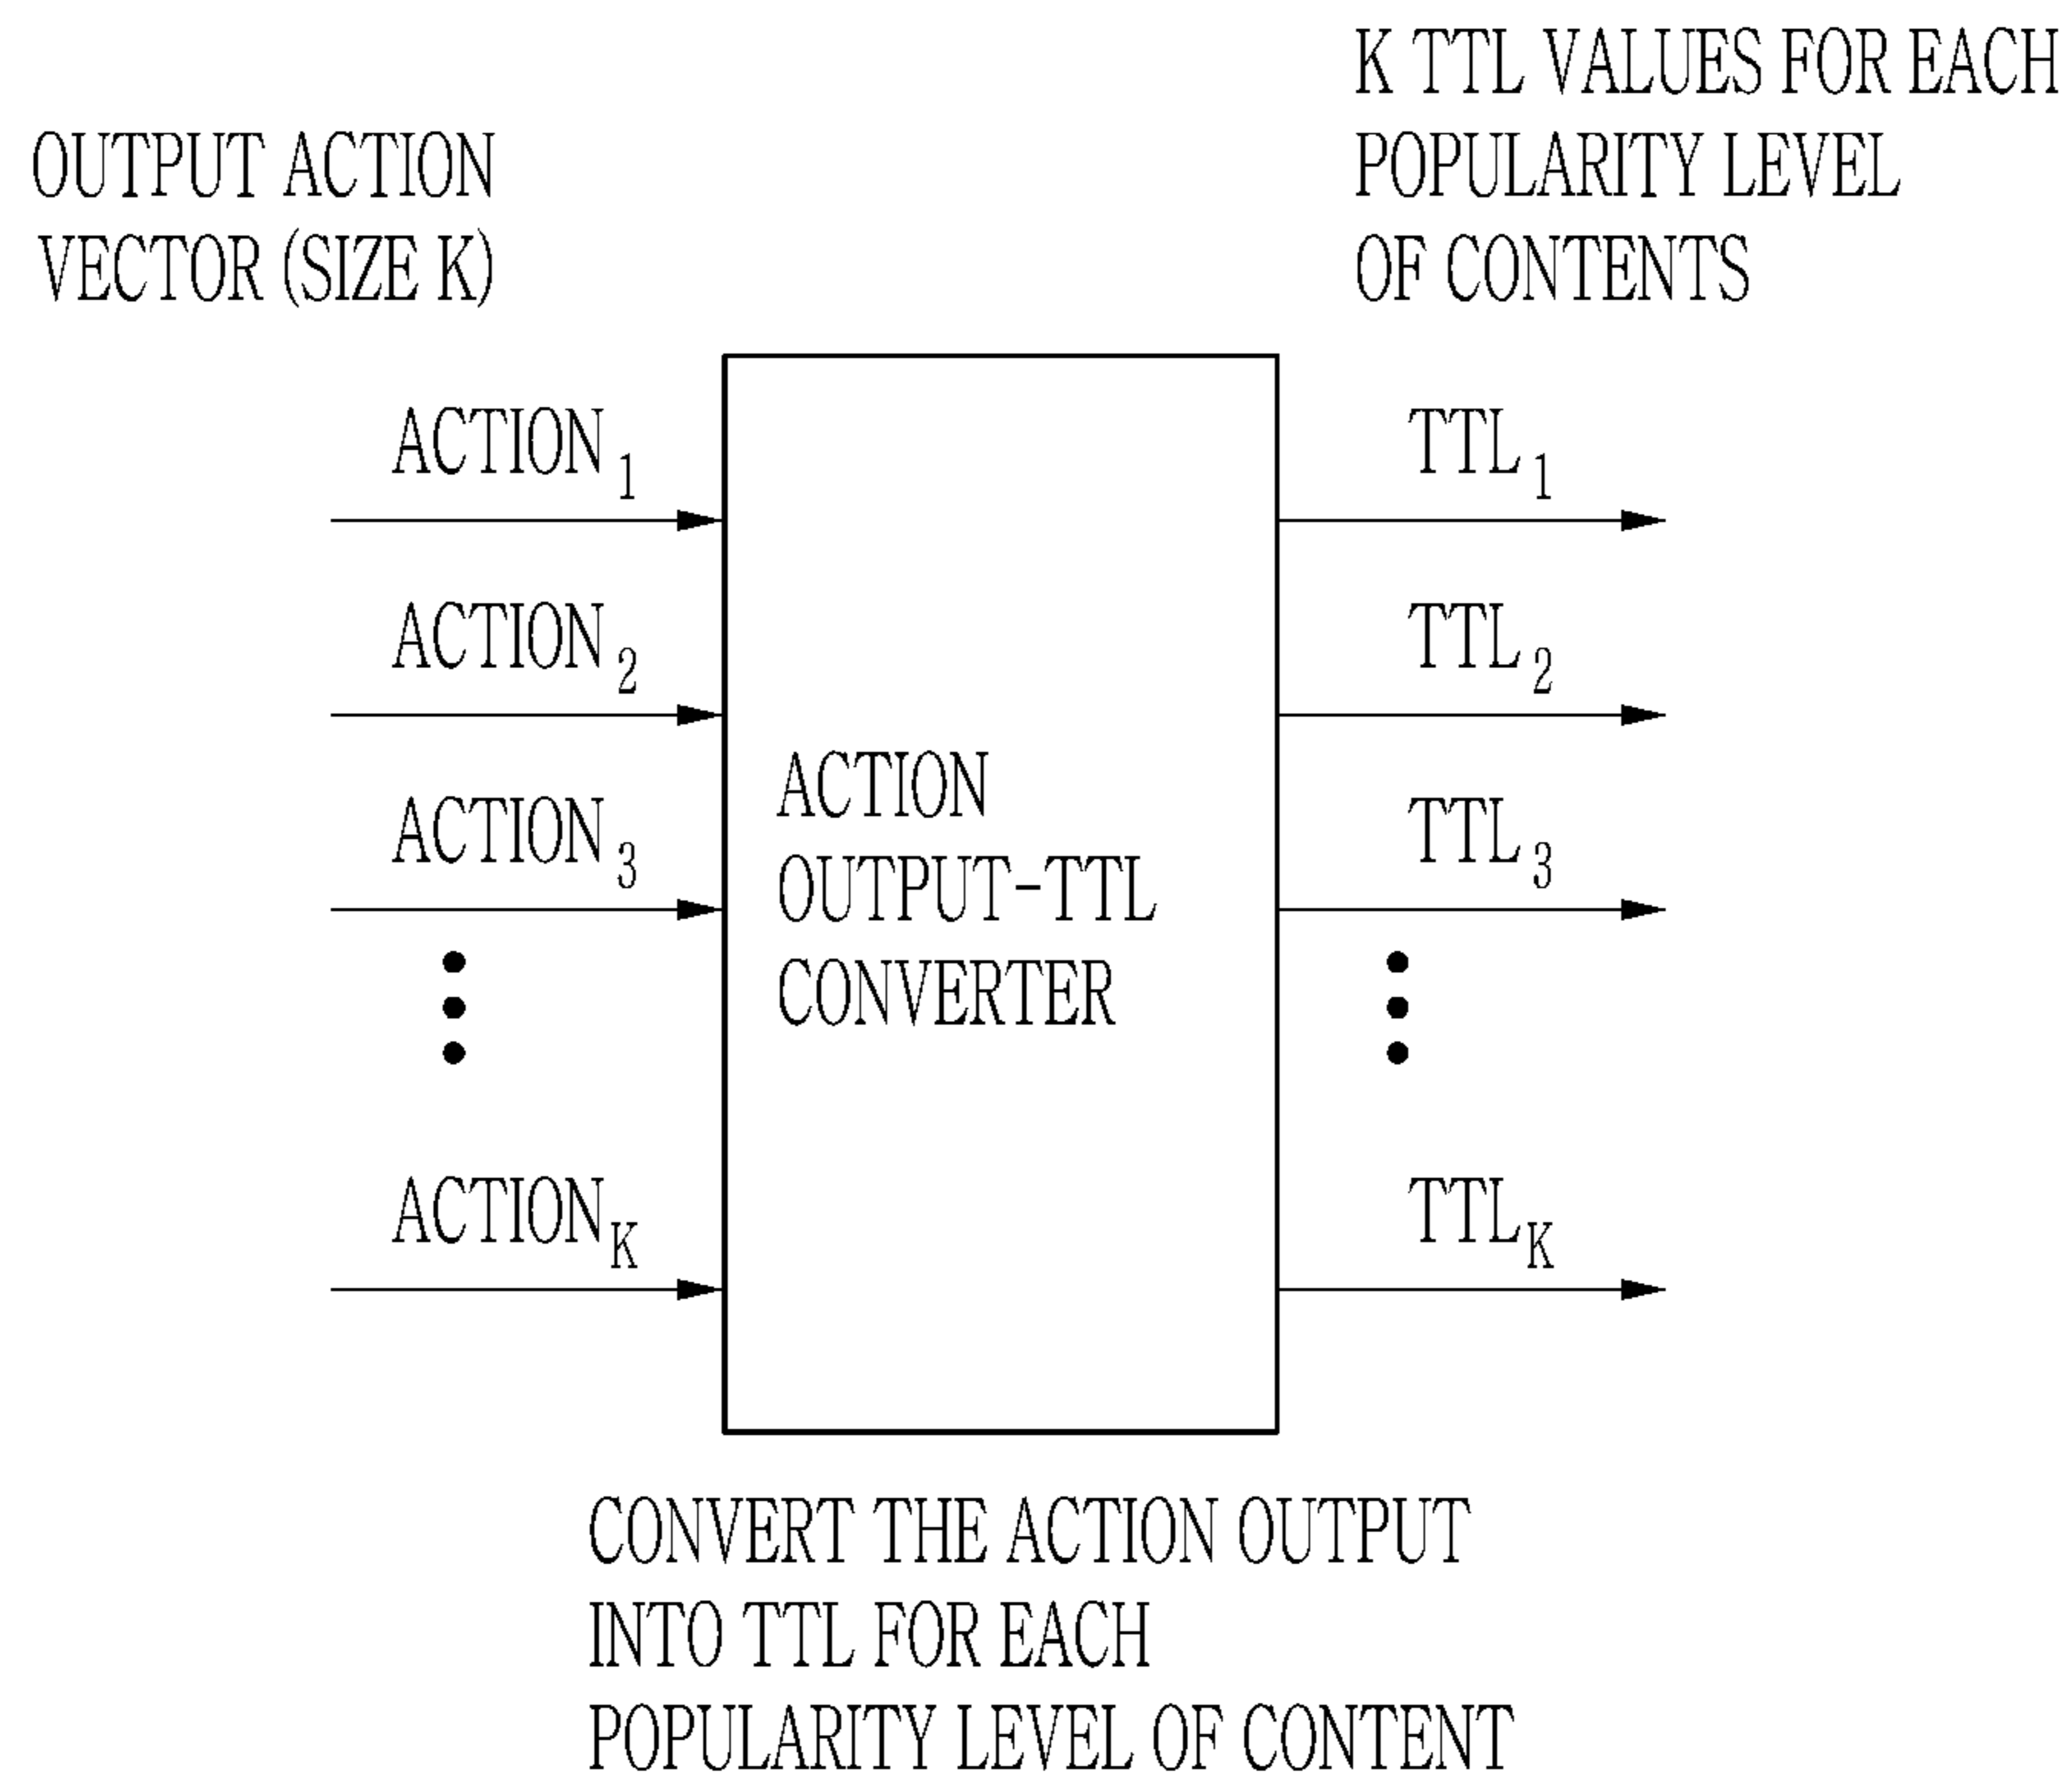 OUTPUT ACTION
VECTOR (SIZE K)
K TTL VALUES FOR EACH
POPULARITY LEVEL
OF CONTENTS
ACTION1
TTL1
ACTION2
TTL2
ACTION3
TTL3
ACTION
OUTPUT-TTL
CONVERTER
ACTIONK
TTLK
CONVERT THE ACTION OUTPUT
INTO TTL FOR EACH
POPULARITY LEVEL OF CONTENT